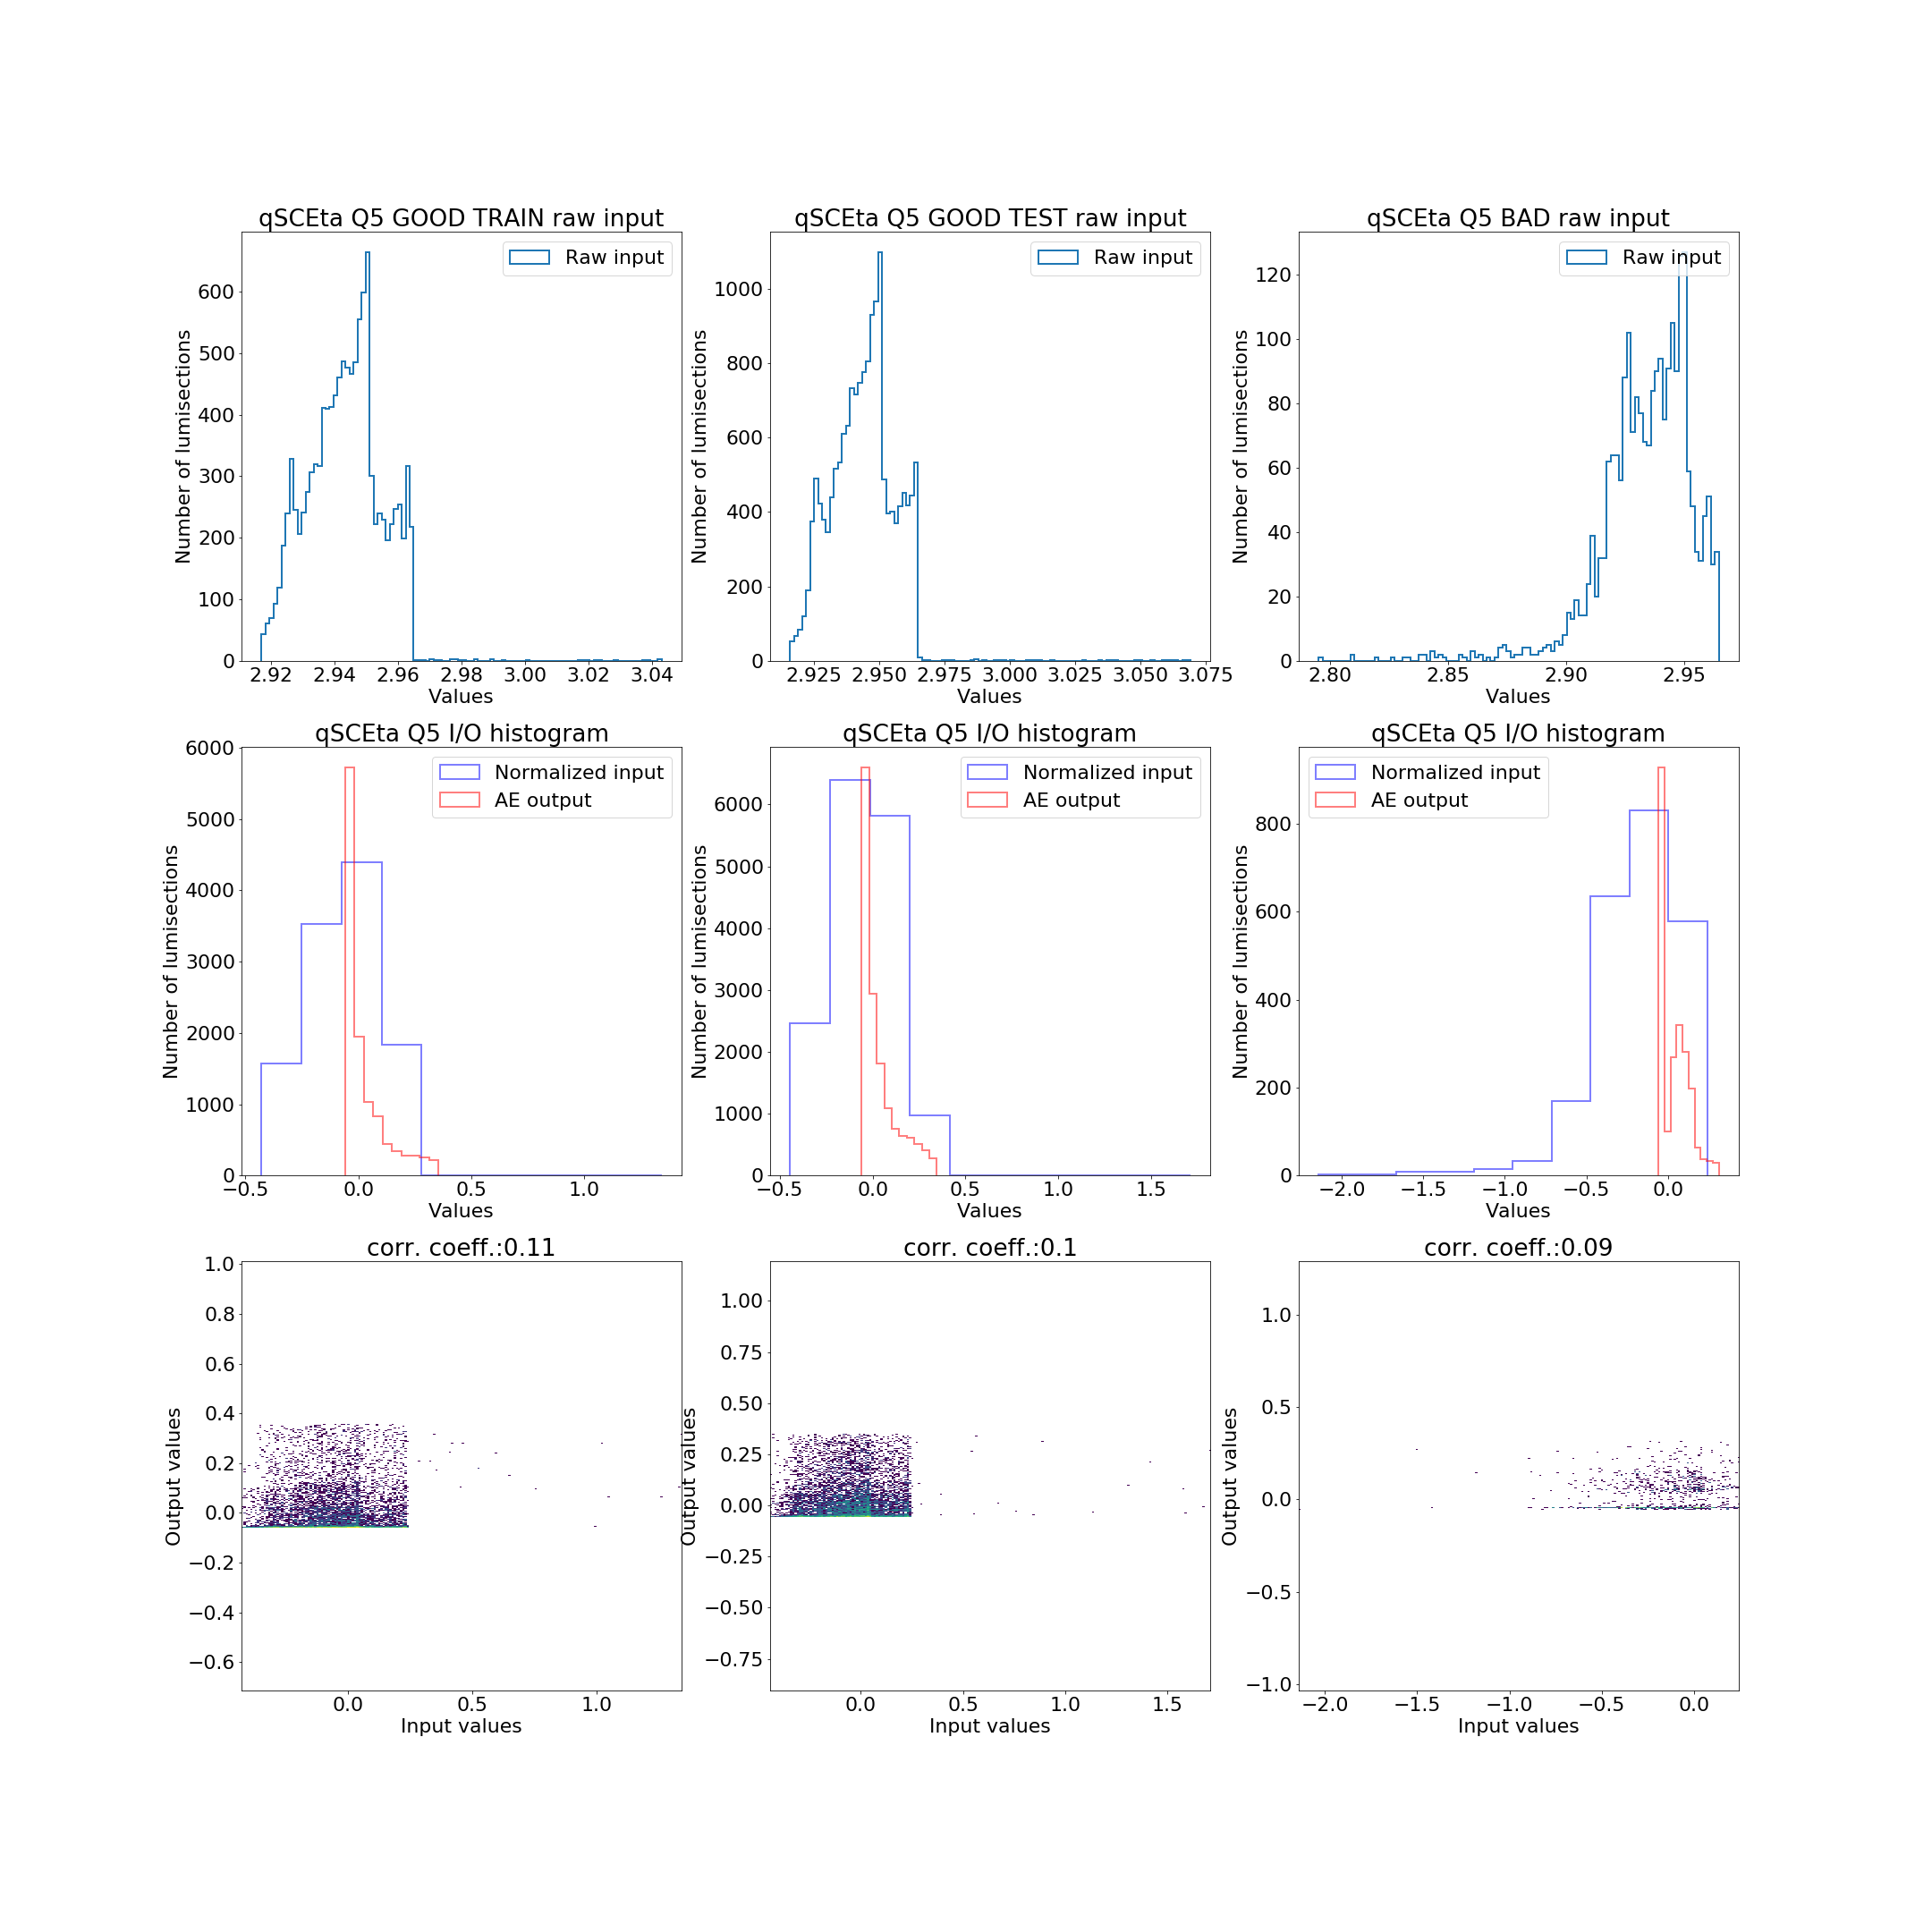 qSCEta Q5 GOOD TRAIN raw input
Raw input
Number of lumisections
600
500
400
300
200
100
0
2.92 2.94 2.96 2.98 3.00 3.02 3.04
Values
qSCEta Q5 GOOD TEST raw input
Raw input
Number of lumisections
1000
800
600
400
200
0
2.925 2.950 2.975 3.000 3.025 3.050 3.075
Values
qSCEta Q5 BAD raw input
Raw input
Number of lumisections
120
100
80
60
40
20
0
2.80 2.85 2.90 2.95
Values
qSCEta Q5 I/O histogram
Normalized input
AE output
Number of lumisections
6000
5000
4000
3000
2000
1000
0
−0.5 0.0 0.5 1.0
Values
qSCEta Q5 I/O histogram
Normalized input
AE output
Number of lumisections
6000
5000
4000
3000
2000
1000
0
−0.5 0.0 0.5 1.0 1.5
Values
qSCEta Q5 I/O histogram
Normalized input
AE output
Number of lumisections
800
600
400
200
0
−2.0 −1.5 −1.0 −0.5 0.0
Values
corr. coeff.:0.11
Output values
1.0
0.8
0.6
0.4
0.2
0.0
−0.2
−0.4
−0.6
0.0 0.5 1.0
Input values
corr. coeff.:0.1
Output values
1.00
0.75
0.50
0.25
0.00
−0.25
−0.50
−0.75
0.0 0.5 1.0 1.5
Input values
corr. coeff.:0.09
Output values
1.0
0.5
0.0
−0.5
−1.0
−2.0 −1.5 −1.0 −0.5 0.0
Input values